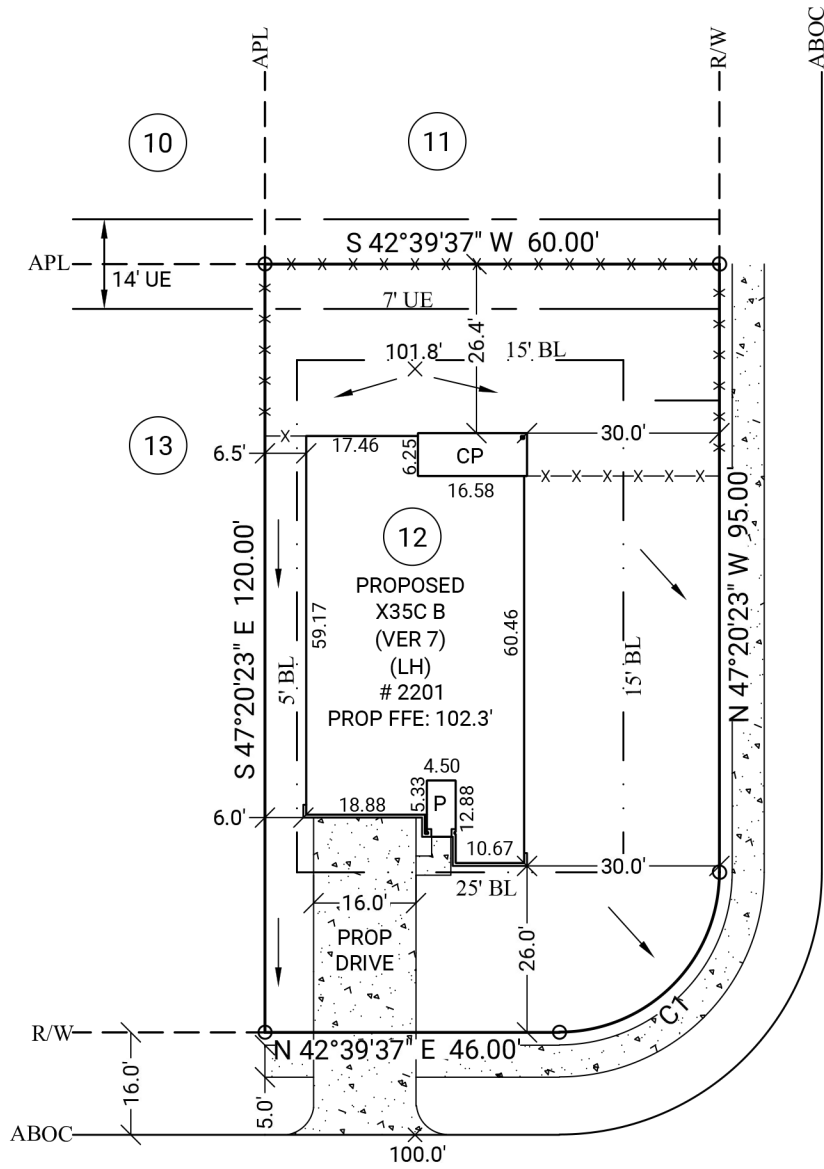 APL
R/W
ABOC
10
11
S 42°39'37" W 60.00'
APL
14' UE
7' UE
101.8'
26.4'
15' BL
13
6.5'
17.46
6.25
CP
30.0'
16.58
12
S 47°20'23" E 120.00'
5' BL
59.17
PROPOSED
X35C B
(VER 7)
(LH)
# 2201
PROP FFE: 102.3'
60.46
15' BL
N 47°20'23" W 95.00'
4.50
5.33
P
12.88
6.0'
18.88
10.67
30.0'
25' BL
16.0'
PROP
DRIVE
26.0'
C1
R/W
N 42°39'37" E 46.00'
16.0'
5.0'
ABOC
100.0'